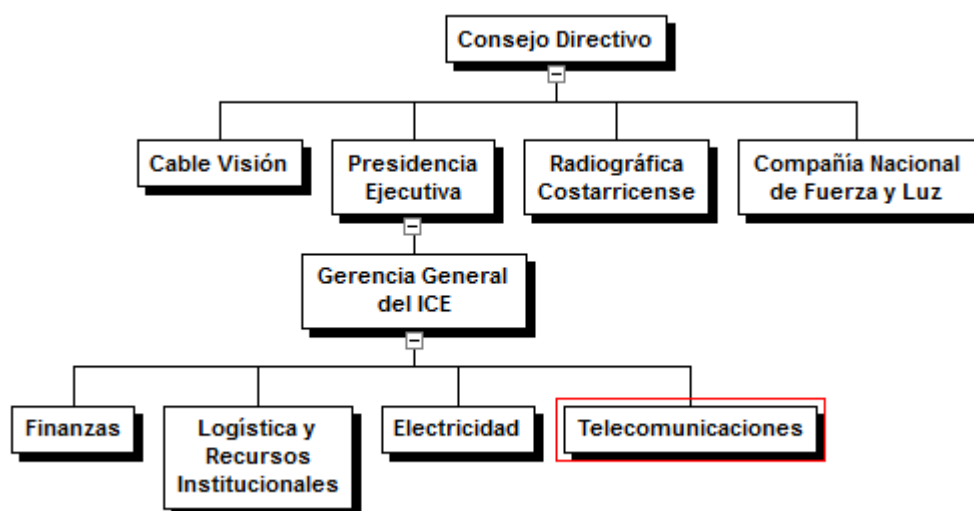 Consejo Directivo
Cable Visión
Presidencia
Ejecutiva
Radiográfica
Costarricense
Compañía Nacional
de Fuerza y Luz
Gerencia General
del ICE
Finanzas
Logística y
Recursos
Institucionales
Electricidad
Telecomunicaciones